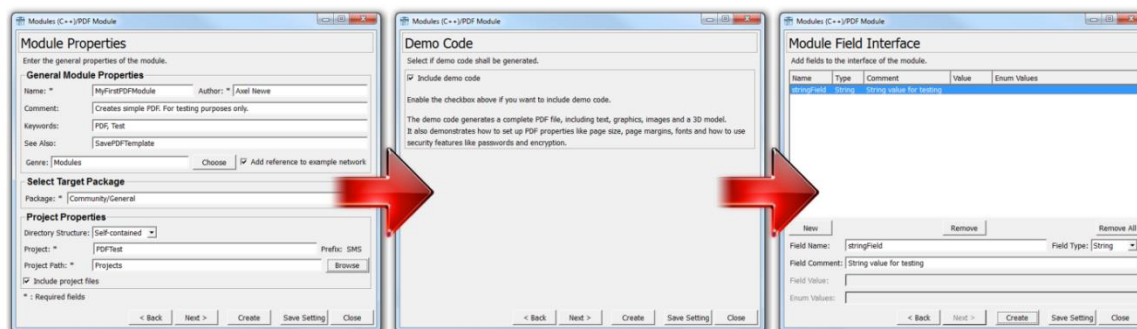 Modules (C++)/PDF Module
Module Properties
Enter the general properties of the module.
General Module Properties
Name: * MyFirstPDFModule Author: * Axel Newe
Comment: Creates simple PDF. For testing purposes only.
Keywords: PDF, Test
See Also: SavePDFTemplate
Genre: Modules Choose Add reference to example network
Select Target Package
Package: * Community/General
Project Properties
Directory Structure: Self-contained
Project: * PDFTest Prefix: SMS
Project Path: * Projects Browse
Include project files
* : Required fields
< Back Next > Create Save Setting Close
Modules (C++)/PDF Module
Demo Code
Select if demo code shall be generated.
Include demo code
Enable the checkbox above if you want to include demo code.
The demo code generates a complete PDF file, including text, graphics, images and a 3D model.
It also demonstrates how to set up PDF properties like page size, page margins, fonts and how to use
security features like passwords and encryption.
< Back Next > Create Save Setting Close
Modules (C++)/PDF Module
Module Field Interface
Add fields to the interface of the module.
Name Type Comment Value Enum Values
stringField String String value for testing
New Remove Remove All
Field Name: stringField Field Type: String
Field Comment: String value for testing
Field Value:
Enum Values:
< Back Next > Create Save Setting Close